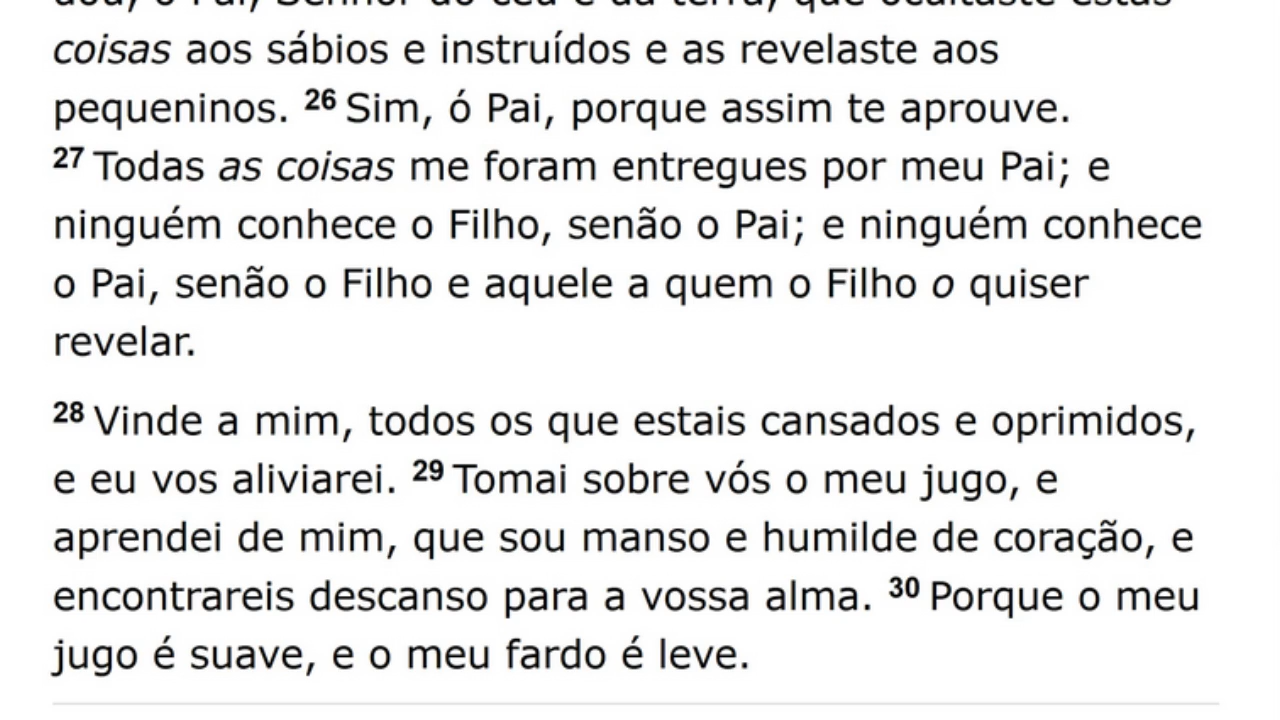 coisas aos sábios e instruídos e as revelaste aos
pequeninos. 26 Sim, ó Pai, porque assim te aprouve.
27 Todas as coisas me foram entregues por meu Pai; e
ninguém conhece o Filho, senão o Pai; e ninguém conhece
o Pai, senão o Filho e aquele a quem o Filho o quiser
revelar.
28 Vinde a mim, todos os que estais cansados e oprimidos,
e eu vos aliviarei. 29 Tomai sobre vós o meu jugo, e
aprendei de mim, que sou manso e humilde de coração, e
encontrareis descanso para a vossa alma. 30 Porque o meu
jugo é suave, e o meu fardo é leve.